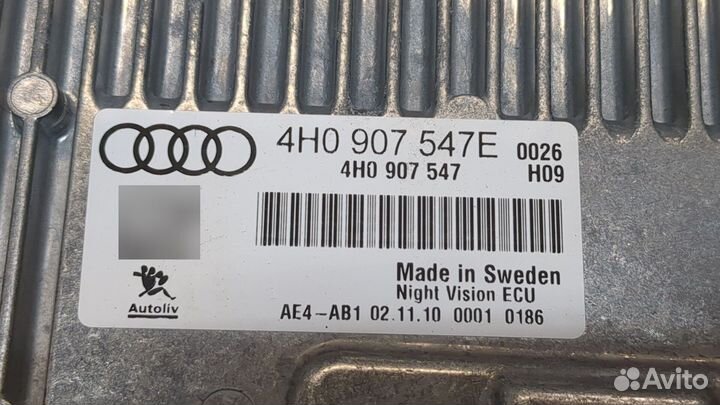 4H0 907 547E 0026
4H0 907 547 H09
Made in Sweden
Night Vision ECU
Autoliv
AE4-AB1 02.11.10 0001 0186
Avito